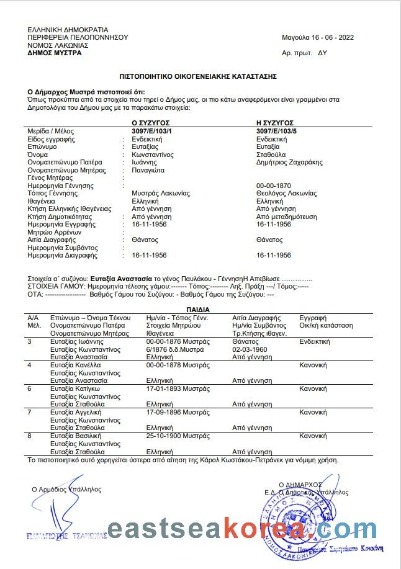 ΕΛΛΗΝΙΚΗ ΔΗΜΟΚΡΑΤΙΑ
ΠΕΡΙΦΕΡΕΙΑ ΠΕΛΟΠΟΝΝΗΣΟΥ
ΝΟΜΟΣ ΛΑΚΩΝΙΑΣ
ΔΗΜΟΣ ΜΥΣΤΡΑ
Μαγούλα 16 - 06 - 2022
Αρ. πρωτ. ΔΥ
ΠΙΣΤΟΠΟΙΗΤΙΚΟ ΟΙΚΟΓΕΝΕΙΑΚΗΣ ΚΑΤΑΣΤΑΣΗΣ
Ο Δήμαρχος Μυστρά πιστοποιεί ότι:
Όπως προκύπτει από τα στοιχεία που τηρεί ο Δήμος μας, οι πιο κάτω αναφερόμενοι είναι γραμμένοι στα
Δημοτολόγια του Δήμου μας με τα παρακάτω στοιχεία:
Ο ΣΥΖΥΓΟΣ Η ΣΥΖΥΓΟΣ
Μερίδα / Μέλος 3097/Ε/103/1 3097/Ε/103/5
Είδος εγγραφής : Ενδεικτική Ενδεικτική
Επώνυμο : Ευταξίας Ευταξία
Όνομα : Κωνσταντίνος Σταθούλα
Ονοματεπώνυμο Πατέρα : Ιωάννης Δημήτριος Ζαχαράκης
Ονοματεπώνυμο Μητέρας : Παναγιώτα
Γένος Μητέρας :
Ημερομηνία Γέννησης : 00-00-1870
Τόπος Γέννησης : Μυστράς Λακωνίας Θεολόγος Λακωνίας
Ιθαγένεια : Ελληνική Ελληνική
Κτήση Ελληνικής Ιθαγένειας : Από γέννηση Από γέννηση
Κτήση Δημοτικότητας : Από γέννηση Από μεταδημότευση
Ημερομηνία Εγγραφής : 16-11-1956 16-11-1956
Μητρώο Αρρένων :
Αιτία Διαγραφής : Θάνατος Θάνατος
Ημερομηνία Συμβάντος :
Ημερομηνία Διαγραφής : 16-11-1956 16-11-1956
Στοιχεία α΄ συζύγου: Ευταξία Αναστασία το γένος Παυλάκου - Γέννηση Απεβίωσε
ΣΤΟΙΧΕΙΑ ΓΑΜΟΥ: Ημερομηνία τέλεσης γάμου:------- Τόπος:-------- Ληξ. Πράξη ---/ Τόμος:-----
ΟΤΑ: ------------------ Βαθμός Γάμου του Συζύγου: - Βαθμός Γάμου της Συζύγου: ---
ΠΑΙΔΙΑ
Α/Α Επώνυμο – Όνομα Τέκνου Ημ/νία - Τόπος Γένν. Αιτία Διαγραφής Εγγραφή
Μελ. Ονοματεπώνυμο Πατέρα Στοιχεία Μητρώου Ημ/νία Συμβάντος Οικ/κή κατάσταση
Ονοματεπώνυμο Μητέρας Ιθαγένεια Τρ.Κτήσης ιθαγεν.
3 Ευταξίας Ιωάννης 00-00-1876 Μυστράς Θάνατος Ενδεικτική
Ευταξίας Κωνσταντίνος 6/1876 δ.δ.Μυστρά 02-03-1960
Ευταξία Αναστασία Ελληνική Από γέννηση
4 Ευταξία Κανέλλα 00-00-1878 Μυστράς Κανονική
Ευταξίας Κωνσταντίνος
Ευταξία Αναστασία Ελληνική Από γέννηση
6 Ευταξία Κατίγκω 17-01-1893 Μυστράς Κανονική
Ευταξίας Κωνσταντίνος
Ευταξία Σταθούλα Ελληνική Από γέννηση
7 Ευταξία Αγγελική 17-09-1896 Μυστράς Κανονική
Ευταξίας Κωνσταντίνος
Ευταξία Σταθούλα Ελληνική Από γέννηση
8 Ευταξία Βασιλική 25-10-1900 Μυστράς Κανονική
Ευταξίας Κωνσταντίνος
Ευταξία Σταθούλα Ελληνική Από γέννηση
Το πιστοποιητικό αυτό χορηγείται ύστερα από αίτηση της Κάρολ Κωστάκου-Πετράνεκ για νόμιμη χρήση.
Ο Αρμόδιος Υπάλληλος
Ο ΔΗΜΑΡΧΟΣ
eastseakorea.com